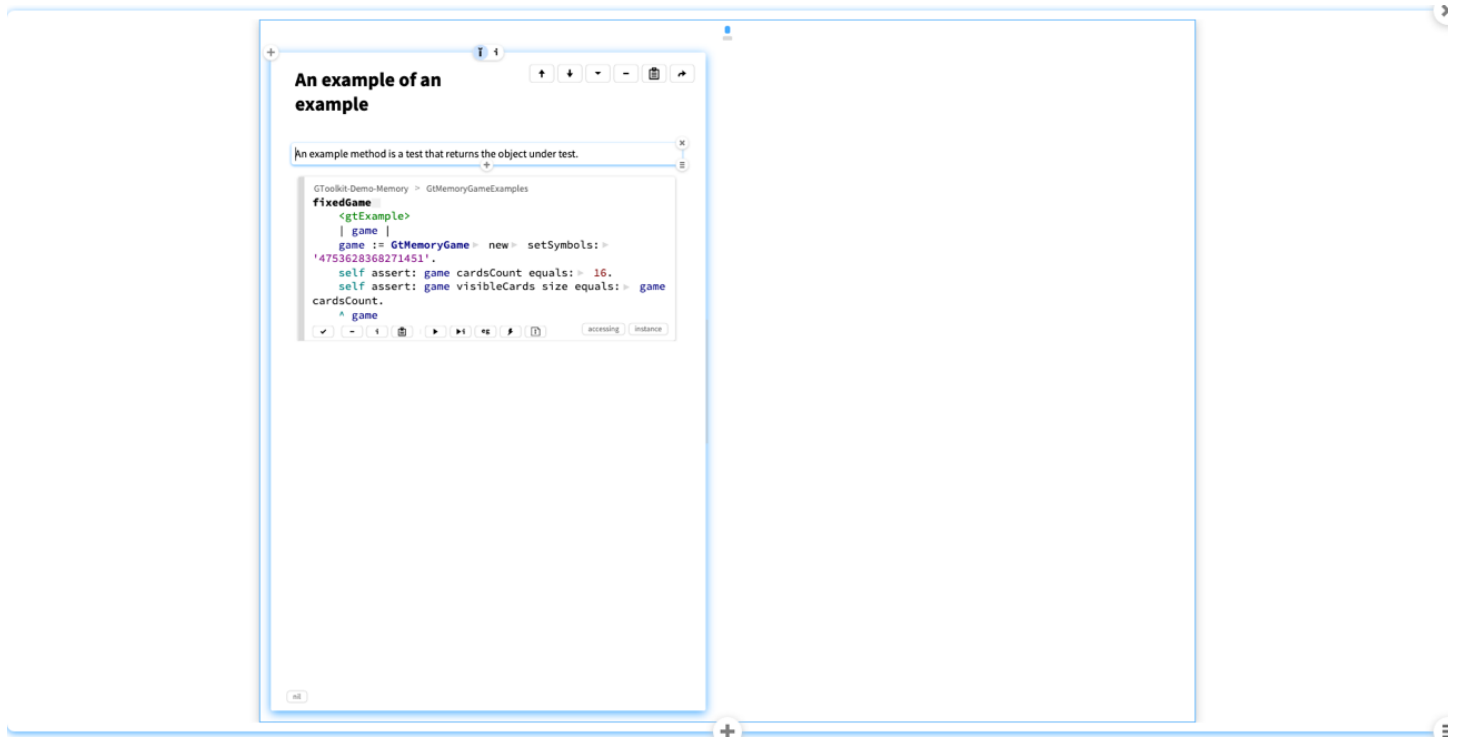 An example of an
example
An example method is a test that returns the object under test.
GToolkit-Demo-Memory > GtMemoryGameExamples
fixedGame
<gtExample>
| game |
game := GtMemoryGame new setSymbols:
'4753628368271451'.
self assert: game cardsCount equals: 16.
self assert: game visibleCards size equals: game
cardsCount.
^ game
accessing instance
nil